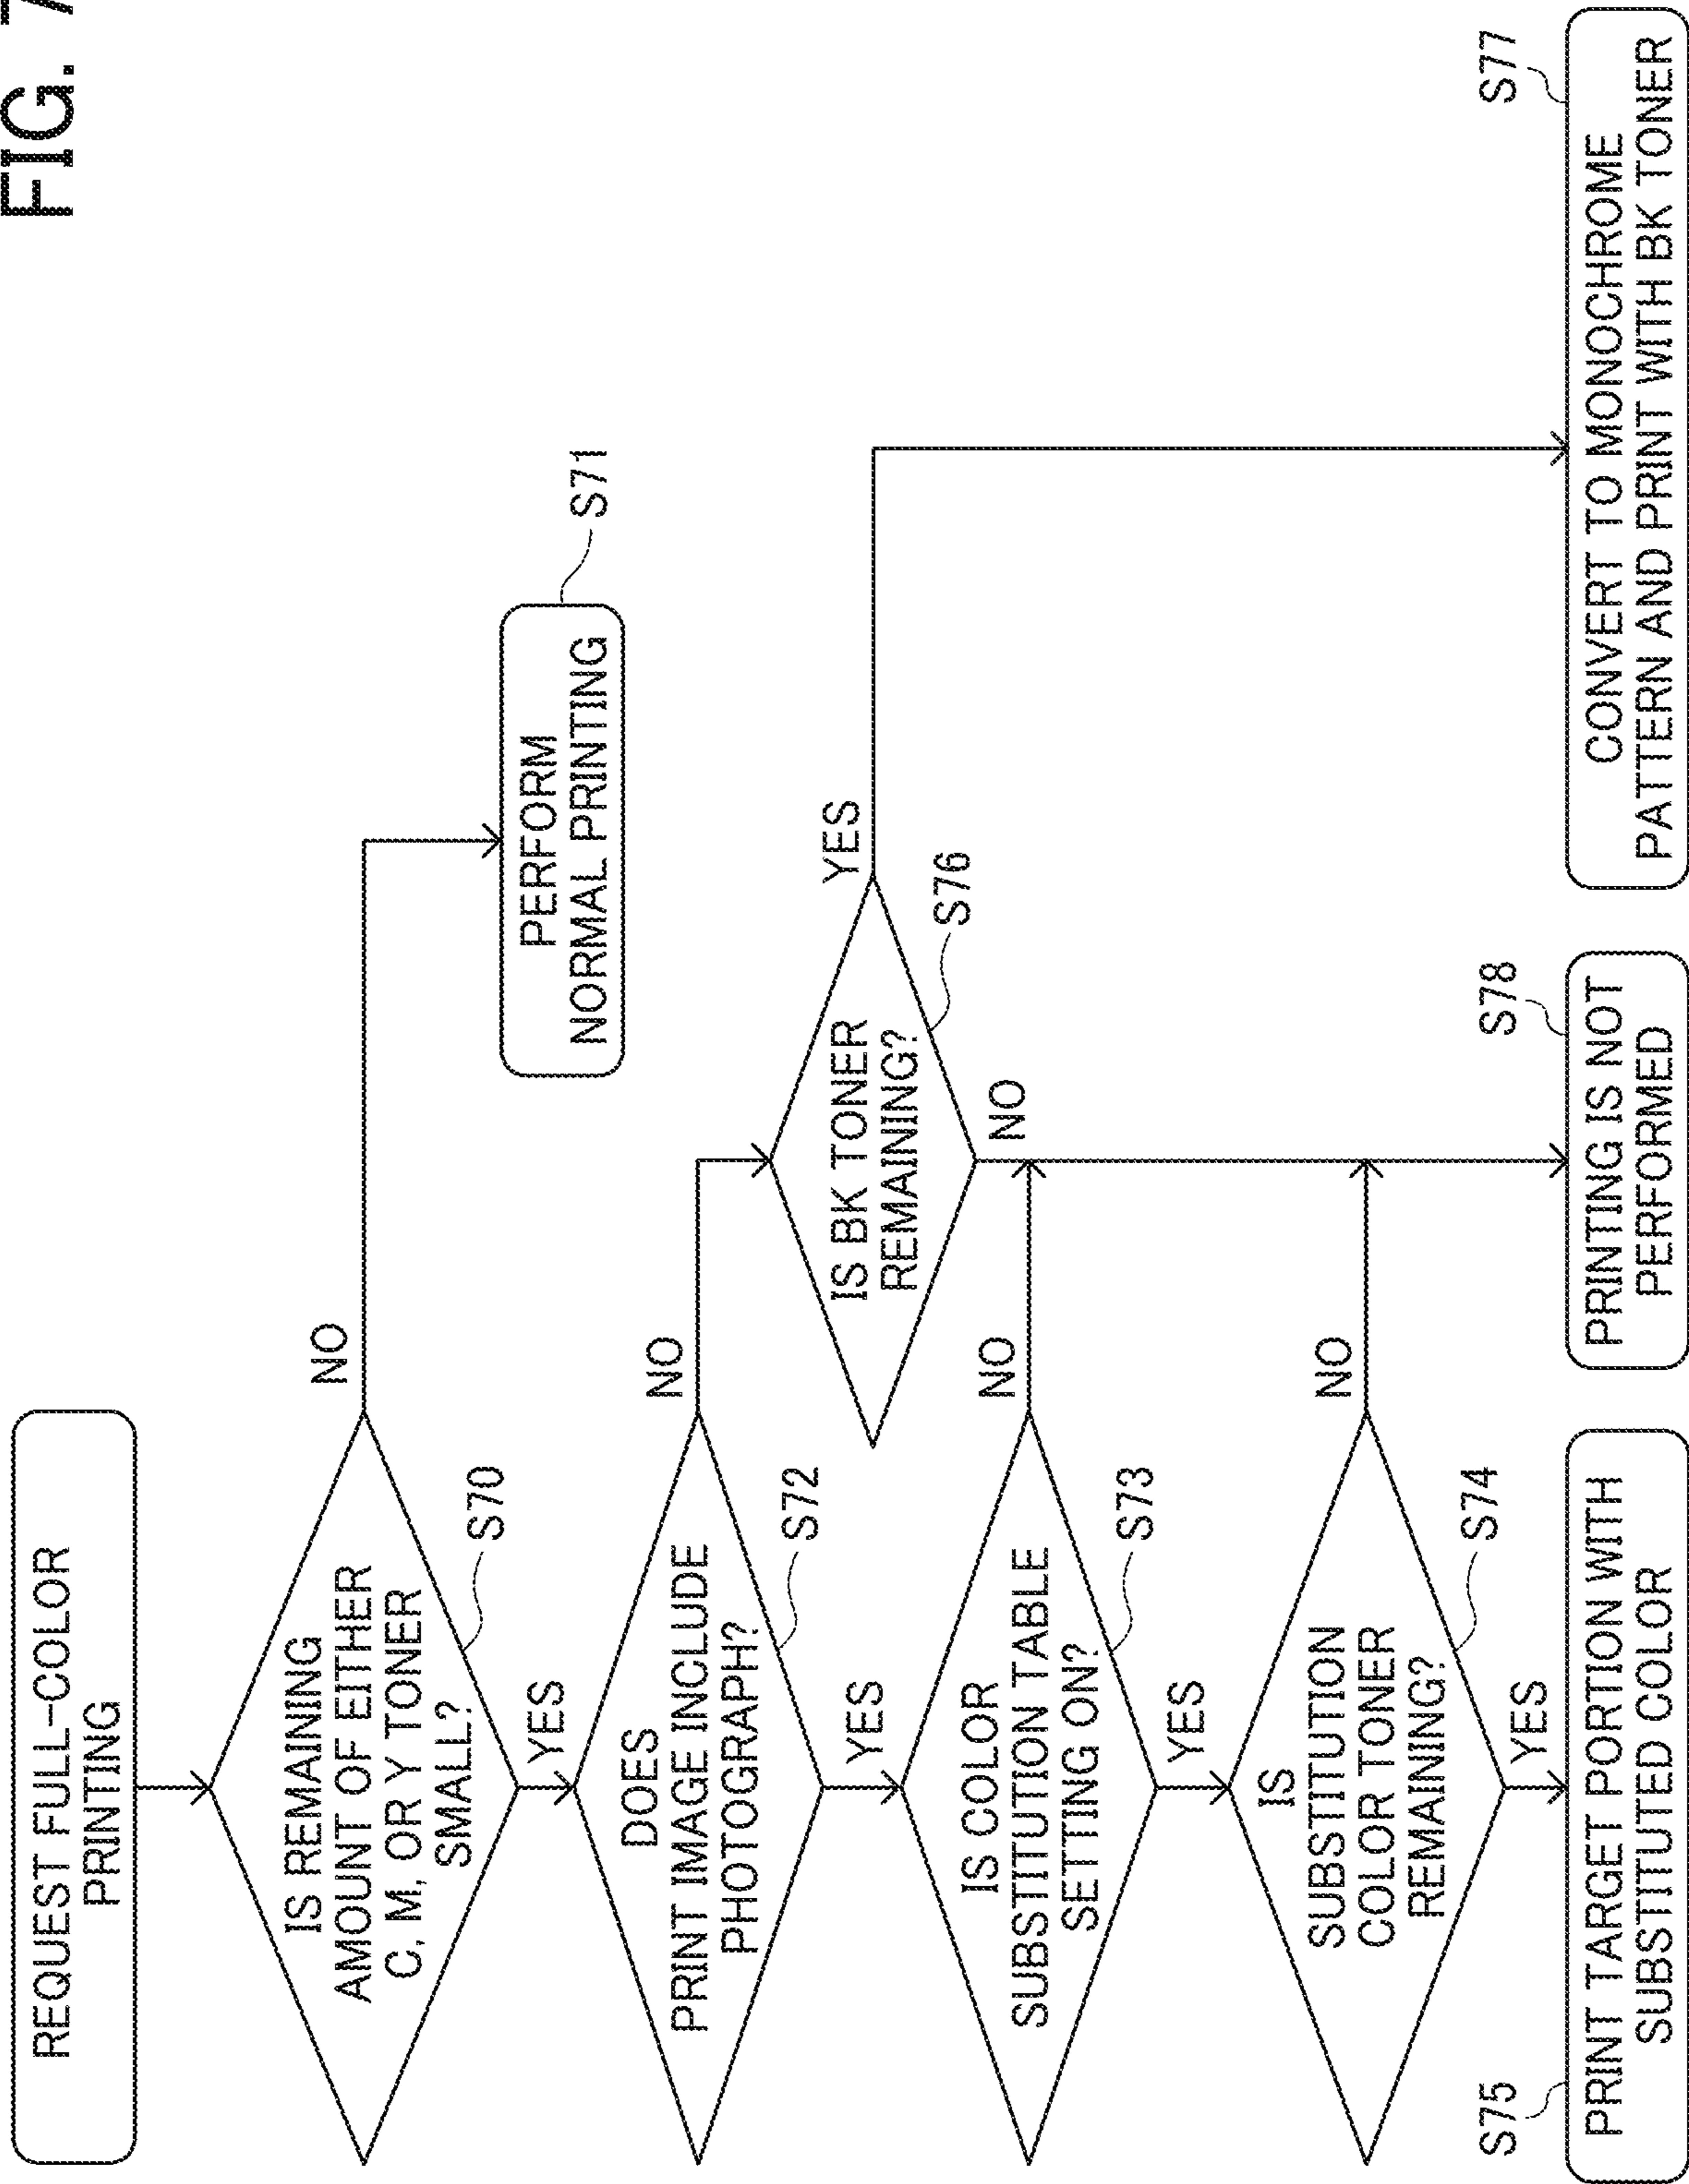 FIG. 7
REQUEST FULL-COLOR
PRINTING
IS REMAINING
AMOUNT OF EITHER
C, M, OR Y TONER
SMALL?
S70
NO
YES
PERFORM
NORMAL PRINTING
S71
DOES
PRINT IMAGE INCLUDE
PHOTOGRAPH?
S72
NO
YES
IS BK TONER
REMAINING?
S76
YES
NO
IS COLOR
SUBSTITUTION TABLE
SETTING ON?
S73
NO
YES
IS
SUBSTITUTION
COLOR TONER
REMAINING?
S74
NO
YES
S75
PRINT TARGET PORTION WITH
SUBSTITUTED COLOR
S78
PRINTING IS NOT
PERFORMED
S77
CONVERT TO MONOCHROME
PATTERN AND PRINT WITH BK TONER